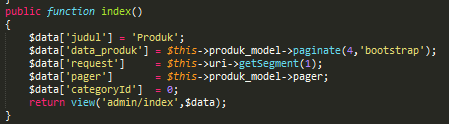 public function index()
{
$data['judul'] = 'Produk';
$data['data_produk'] = $this->produk_model->paginate(4,'bootstrap');
$data['request'] = $this->uri->getSegment(1);
$data['pager'] = $this->produk_model->pager;
$data['categoryId'] = 0;
return view('admin/index',$data);
}